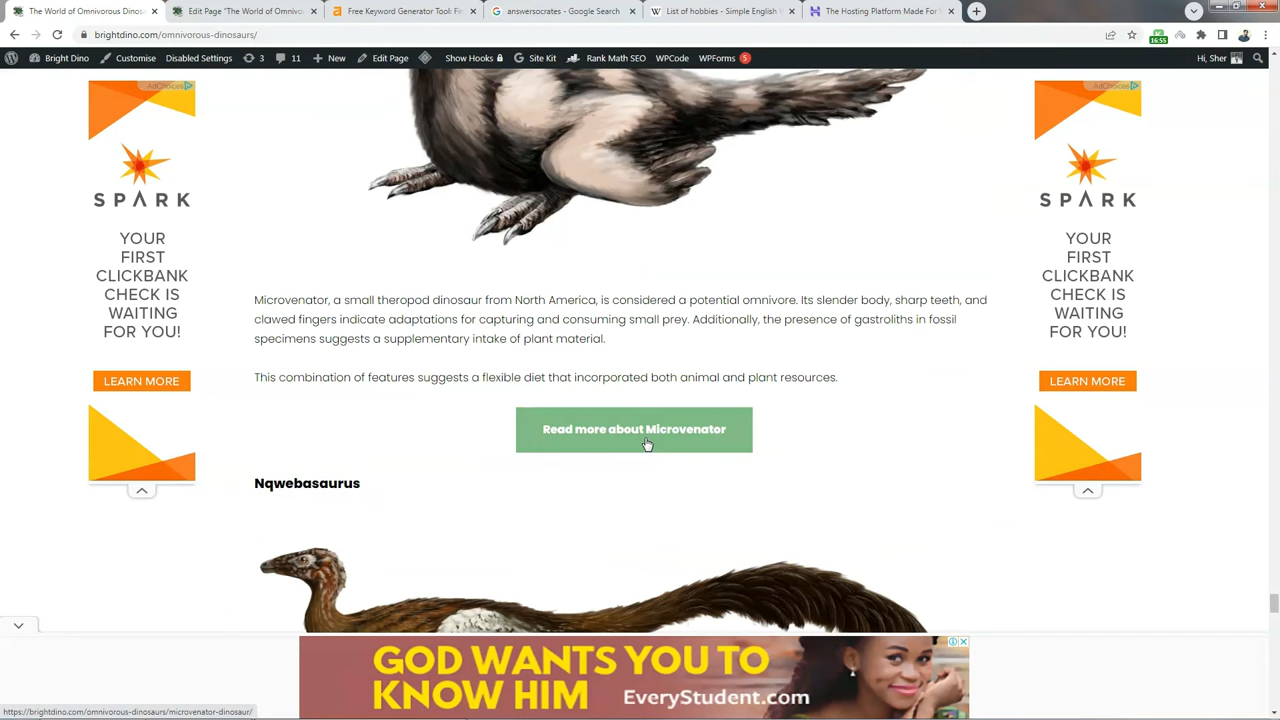 The World of Omnivorous Dinos
Edit Page "The World of Omnivor
Free Keyword Generator Tool: Fi
answersocrates - Google Search
List of hobbies - Simple English
The Hosting Platform Made For
brightdino.com/omnivorous-dinosaurs/
16:55
Bright Dino
Customise
Disabled Settings
3
11
New
Edit Page
Show Hooks
Site Kit
Rank Math SEO
WPCode
WPForms
5
Hi, Sher
AdChoices
SPARK
YOUR
FIRST
CLICKBANK
CHECK IS
WAITING
FOR YOU!
LEARN MORE
AdChoices
SPARK
YOUR
FIRST
CLICKBANK
CHECK IS
WAITING
FOR YOU!
LEARN MORE
Microvenator, a small theropod dinosaur from North America, is considered a potential omnivore. Its slender body, sharp teeth, and
clawed fingers indicate adaptations for capturing and consuming small prey. Additionally, the presence of gastroliths in fossil
specimens suggests a supplementary intake of plant material.
This combination of features suggests a flexible diet that incorporated both animal and plant resources.
Read more about Microvenator
Nqwebasaurus
GOD WANTS YOU TO
KNOW HIM
EveryStudent.com
https://brightdino.com/omnivorous-dinosaurs/microvenator-dinosaur/